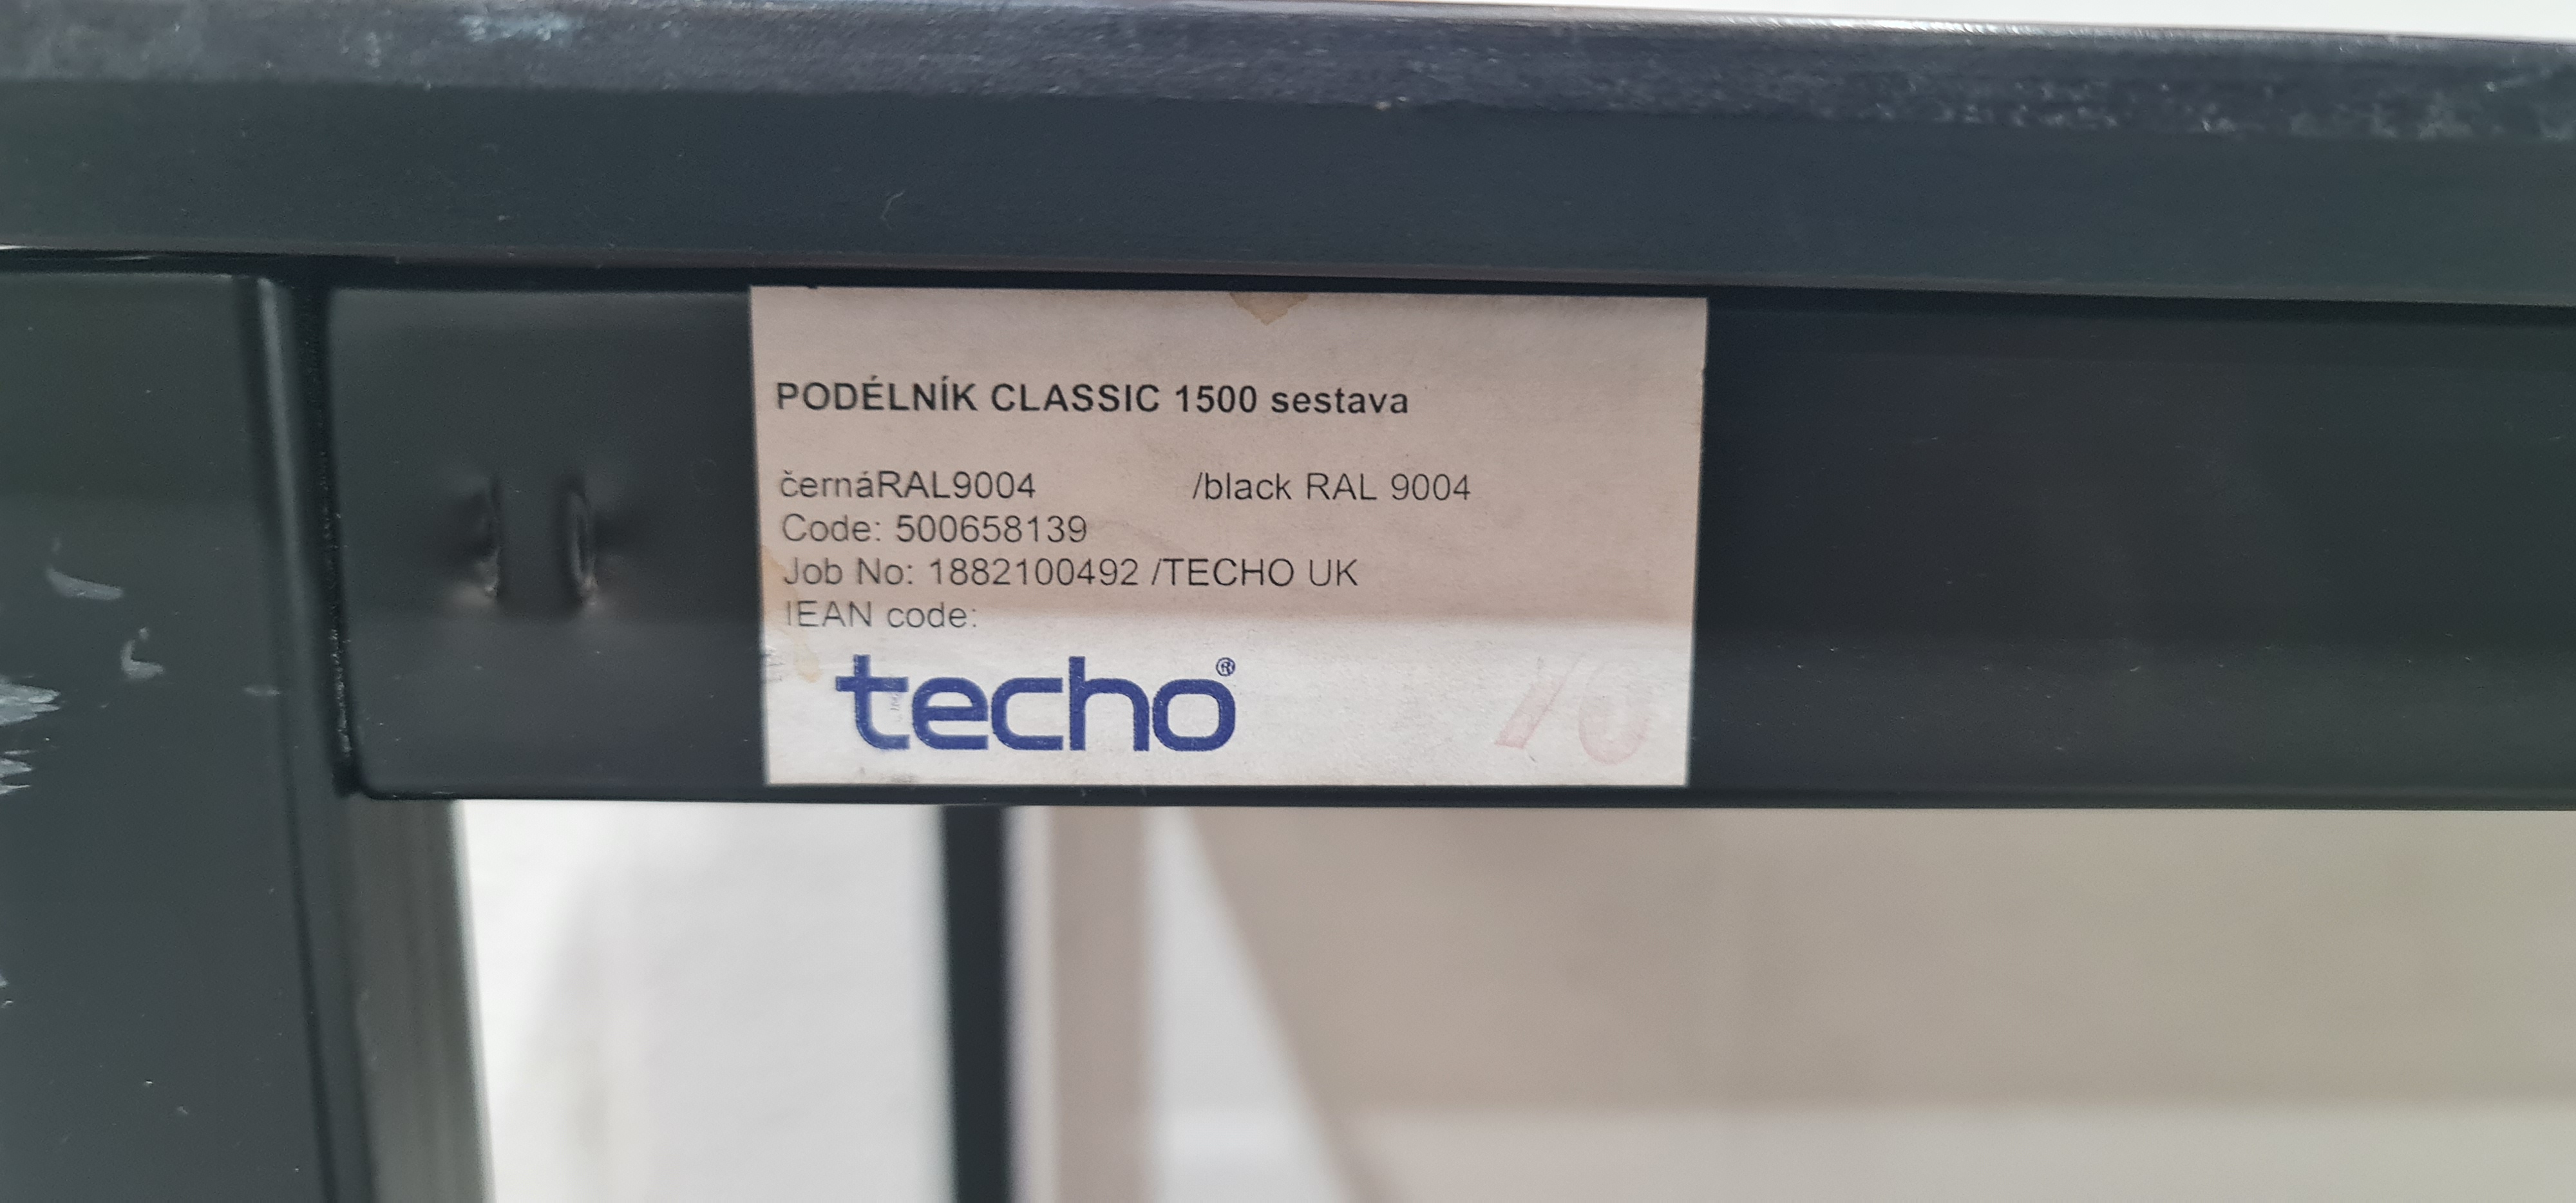 PODÉLNÍK CLASSIC 1500 sestava
černáRAL9004 /black RAL 9004
Code: 500658139
Job No: 1882100492 /TECHO UK
IEAN code:
techo®